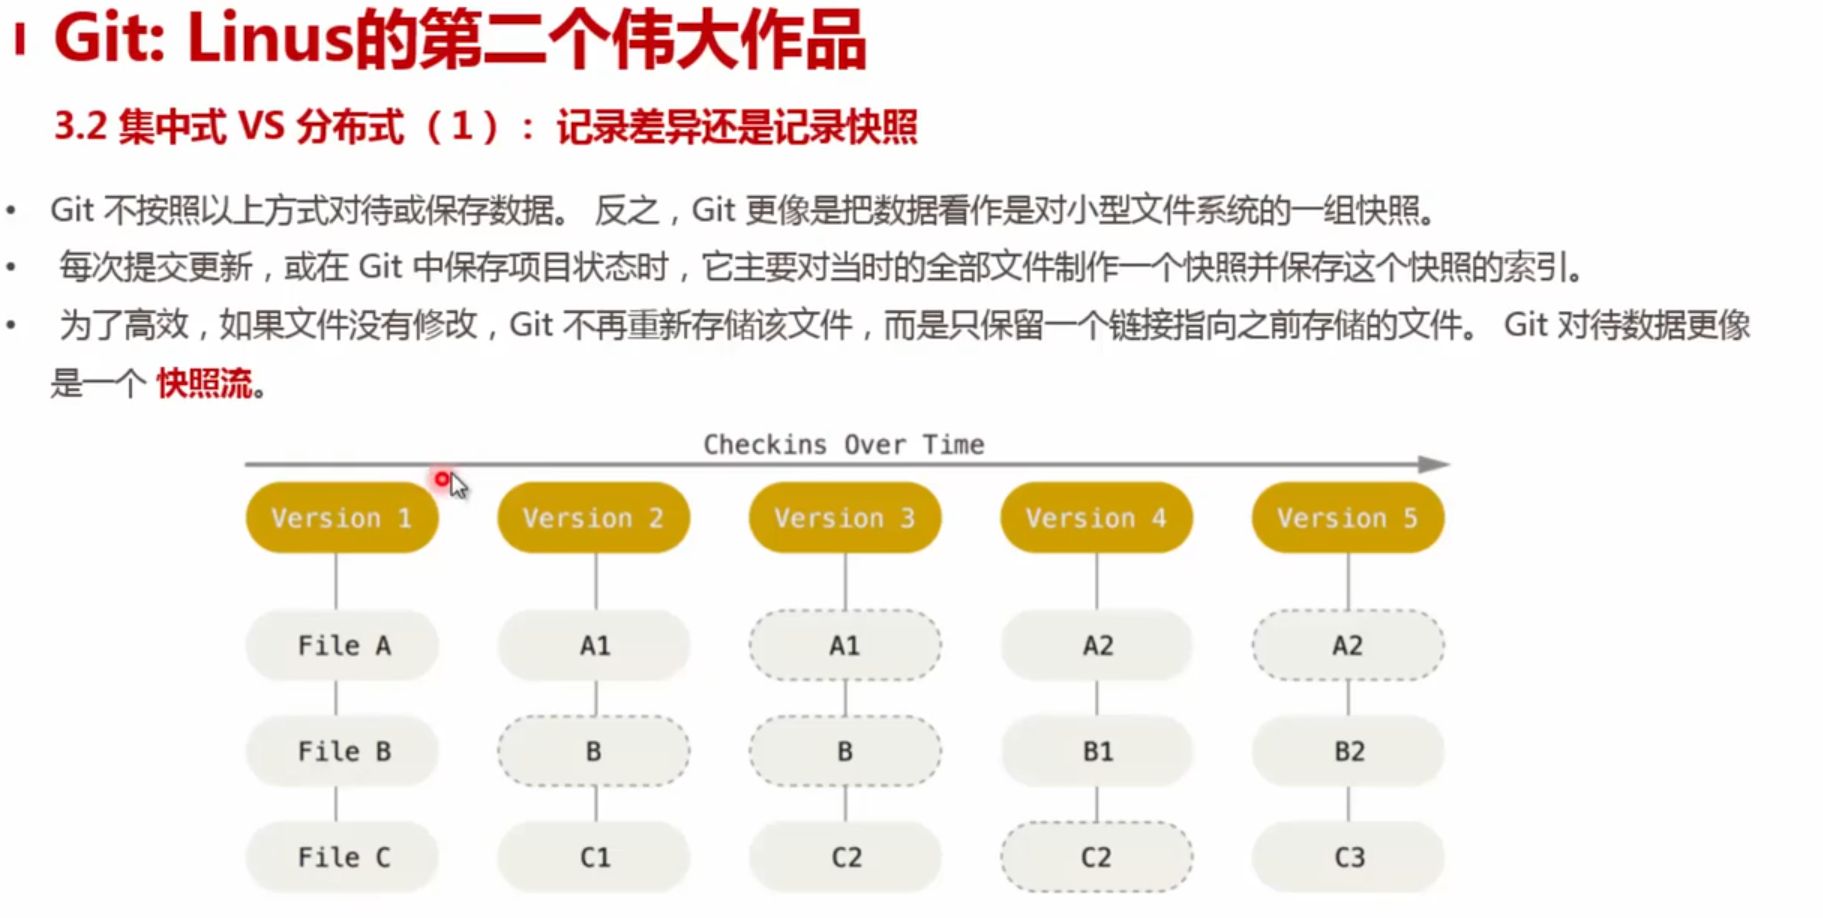 Git: Linus的第二个伟大作品
3.2 集中式 VS 分布式（1）：记录差异还是记录快照
• Git 不按照以上方式对待或保存数据。 反之，Git 更像是把数据看作是对小型文件系统的一组快照。
• 每次提交更新，或在 Git 中保存项目状态时，它主要对当时的全部文件制作一个快照并保存这个快照的索引。
• 为了高效，如果文件没有修改，Git 不再重新存储该文件，而是只保留一个链接指向之前存储的文件。 Git 对待数据更像
是一个 快照流。
Checkins Over Time
Version 1 Version 2 Version 3 Version 4 Version 5
File A A1 A1 A2 A2
File B B B B1 B2
File C C1 C2 C2 C3